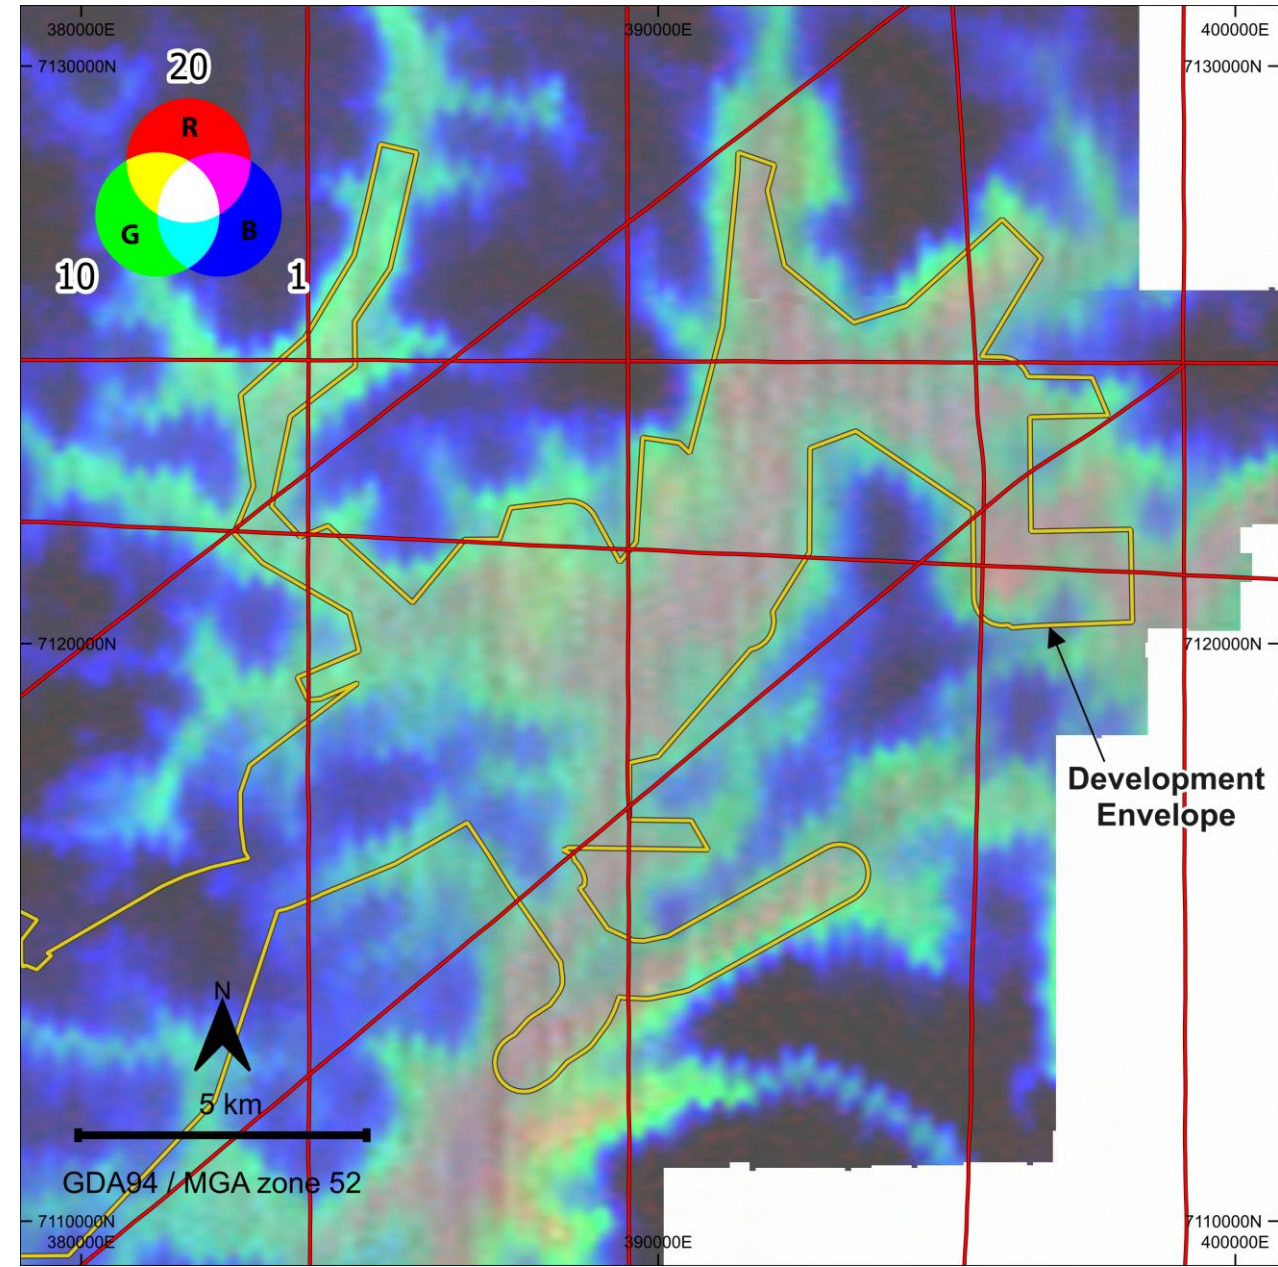 380000E
390000E
400000E
7130000N
7130000N
20
R
G
B
10
1
7120000N
7120000N
Development
Envelope
N
5 km
GDA94 / MGA zone 52
7110000N
7110000N
380000E
390000E
400000E